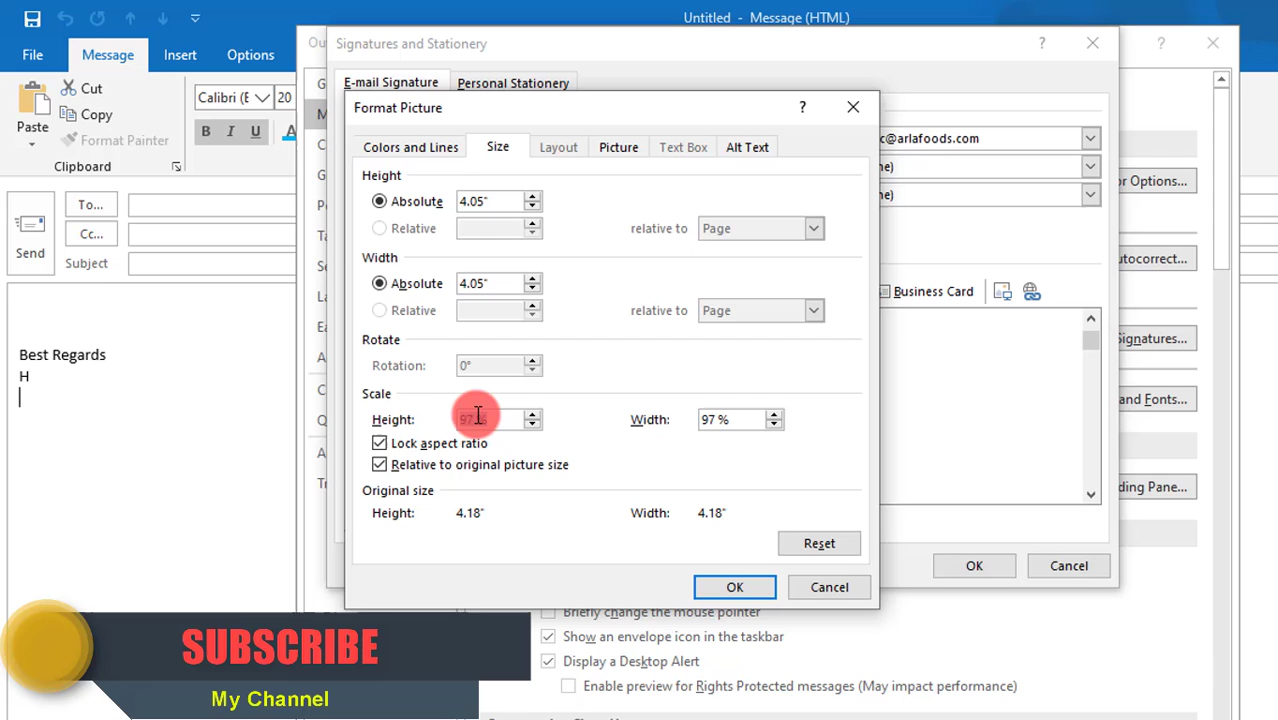 Untitled - Message (HTML)
File
Message
Insert
Options
Cut
Copy
Format Painter
Paste
Clipboard
Calibri (E
20
B I U A
Send
To...
Cc...
Subject
Best Regards
H
Signatures and Stationery
?
E-mail Signature
Personal Stationery
c@arlafoods.com
ne)
ne)
Business Card
or Options...
utocorrect...
ignatures...
and Fonts...
ding Pane...
OK
Cancel
Format Picture
?
Colors and Lines
Size
Layout
Picture
Text Box
Alt Text
Height
Absolute 4.05"
Relative relative to Page
Width
Absolute 4.05"
Relative relative to Page
Rotate
Rotation: 0°
Scale
Height: 97 % Width: 97 %
Lock aspect ratio
Relative to original picture size
Original size
Height: 4.18" Width: 4.18"
Reset
OK
Cancel
Briefly change the mouse pointer
Show an envelope icon in the taskbar
Display a Desktop Alert
Enable preview for Rights Protected messages (May impact performance)
SUBSCRIBE
My Channel